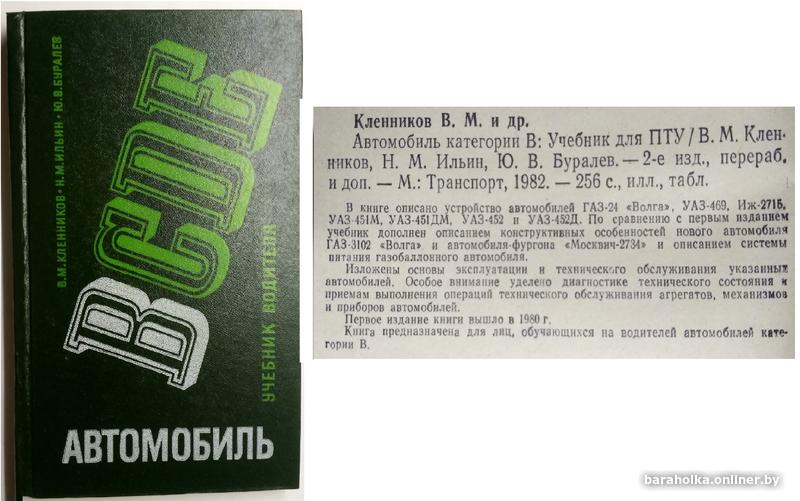 В.М.КЛЕННИКОВ · Н.М.ИЛЬИН · Ю.В.БУРАЛЕВ
BCDE
УЧЕБНИК ВОДИТЕЛЯ
АВТОМОБИЛЬ
Кленников В. М. и др.
Автомобиль категории В: Учебник для ПТУ/В. М. Клен-
ников, Н. М. Ильин, Ю. В. Буралев. — 2-е изд., перераб.
и доп. — М.: Транспорт, 1982. — 256 с., илл., табл.
В книге описано устройство автомобилей ГАЗ-24 «Волга», УАЗ-469, Иж-2715,
УАЗ-451М, УАЗ-451ДМ, УАЗ-452 и УАЗ-452Д. По сравнению с первым изданием
учебник дополнен описанием конструктивных особенностей нового автомобиля
ГАЗ-3102 «Волга» и автомобиля-фургона «Москвич-2734» и описанием системы
питания газобаллонного автомобиля.
Изложены основы эксплуатации и технического обслуживания указанных
автомобилей. Особое внимание уделено диагностике технического состояния и
приемам выполнения операций технического обслуживания агрегатов, механизмов
и приборов автомобилей.
Первое издание книги вышло в 1980 г.
Книга предназначена для лиц, обучающихся на водителей автомобилей кате-
гории В.
baraholka.onliner.by